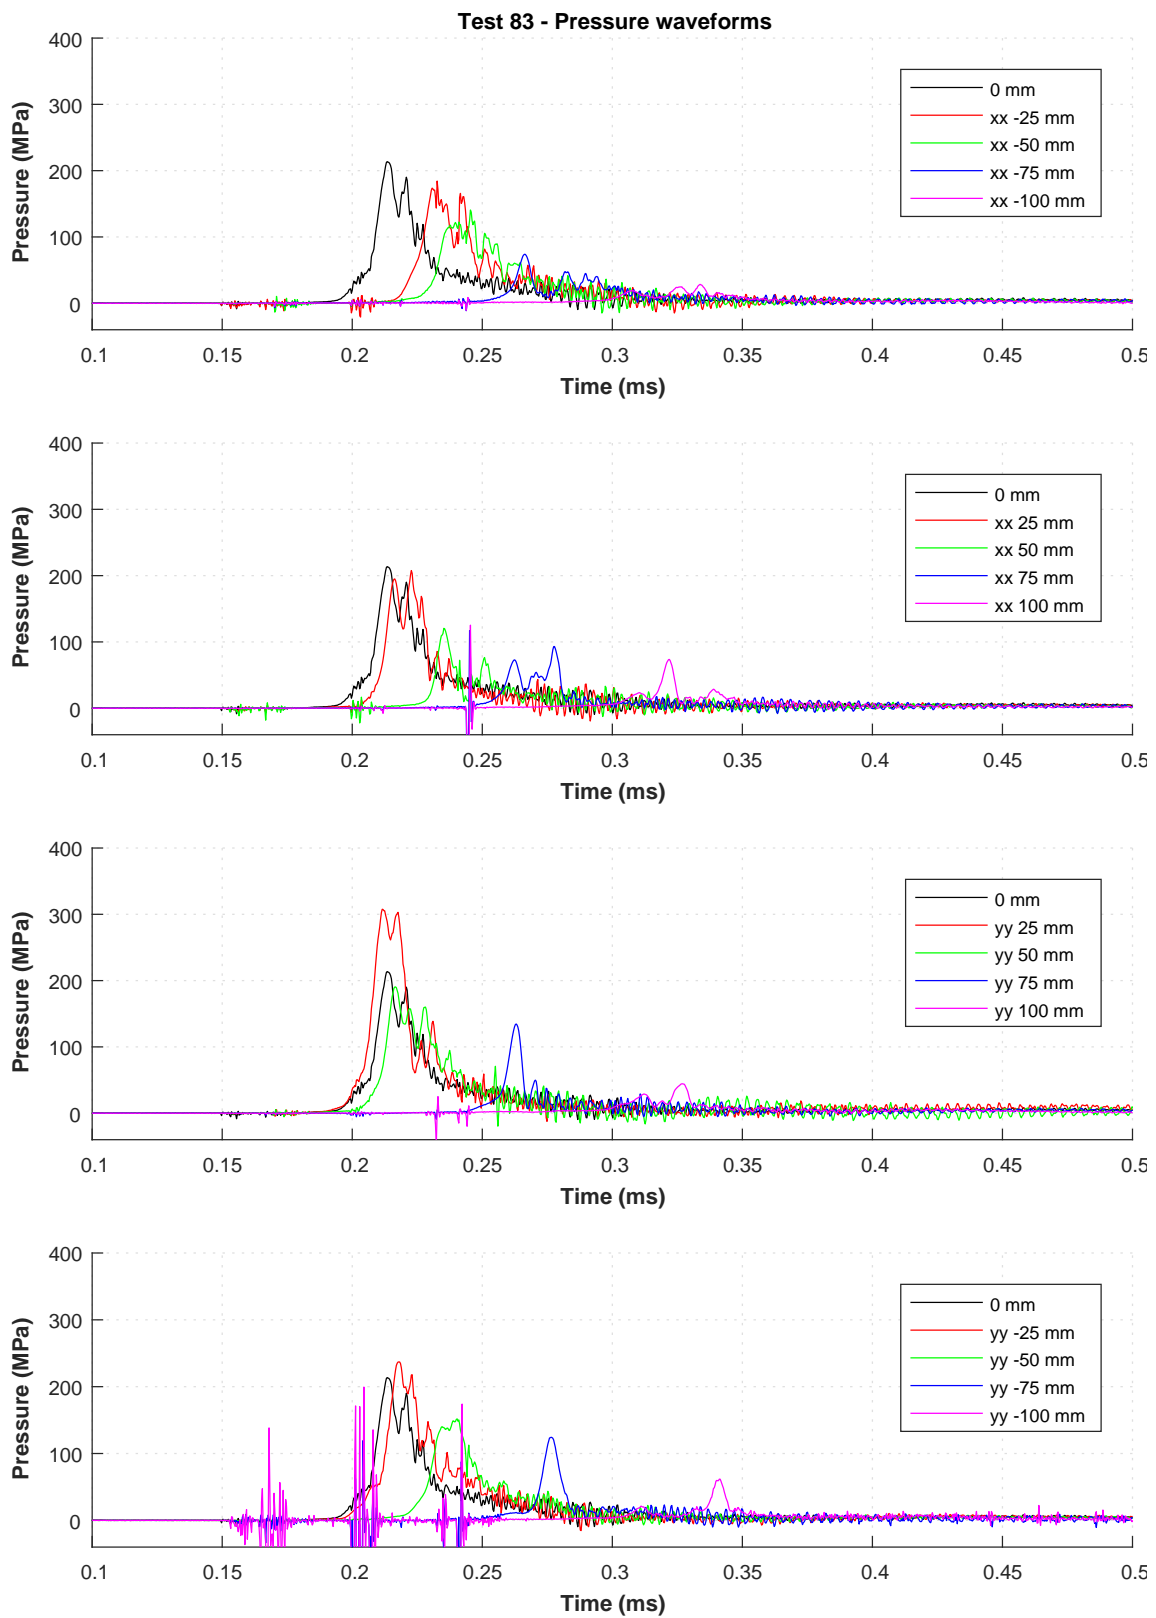 Test 83 - Pressure waveforms
400
300
200
100
0
Pressure (MPa)
0 mm
xx -25 mm
xx -50 mm
xx -75 mm
xx -100 mm
0.1 0.15 0.2 0.25 0.3 0.35 0.4 0.45 0.5
Time (ms)
400
300
200
100
0
Pressure (MPa)
0 mm
xx 25 mm
xx 50 mm
xx 75 mm
xx 100 mm
0.1 0.15 0.2 0.25 0.3 0.35 0.4 0.45 0.5
Time (ms)
400
300
200
100
0
Pressure (MPa)
0 mm
yy 25 mm
yy 50 mm
yy 75 mm
yy 100 mm
0.1 0.15 0.2 0.25 0.3 0.35 0.4 0.45 0.5
Time (ms)
400
300
200
100
0
Pressure (MPa)
0 mm
yy -25 mm
yy -50 mm
yy -75 mm
yy -100 mm
0.1 0.15 0.2 0.25 0.3 0.35 0.4 0.45 0.5
Time (ms)